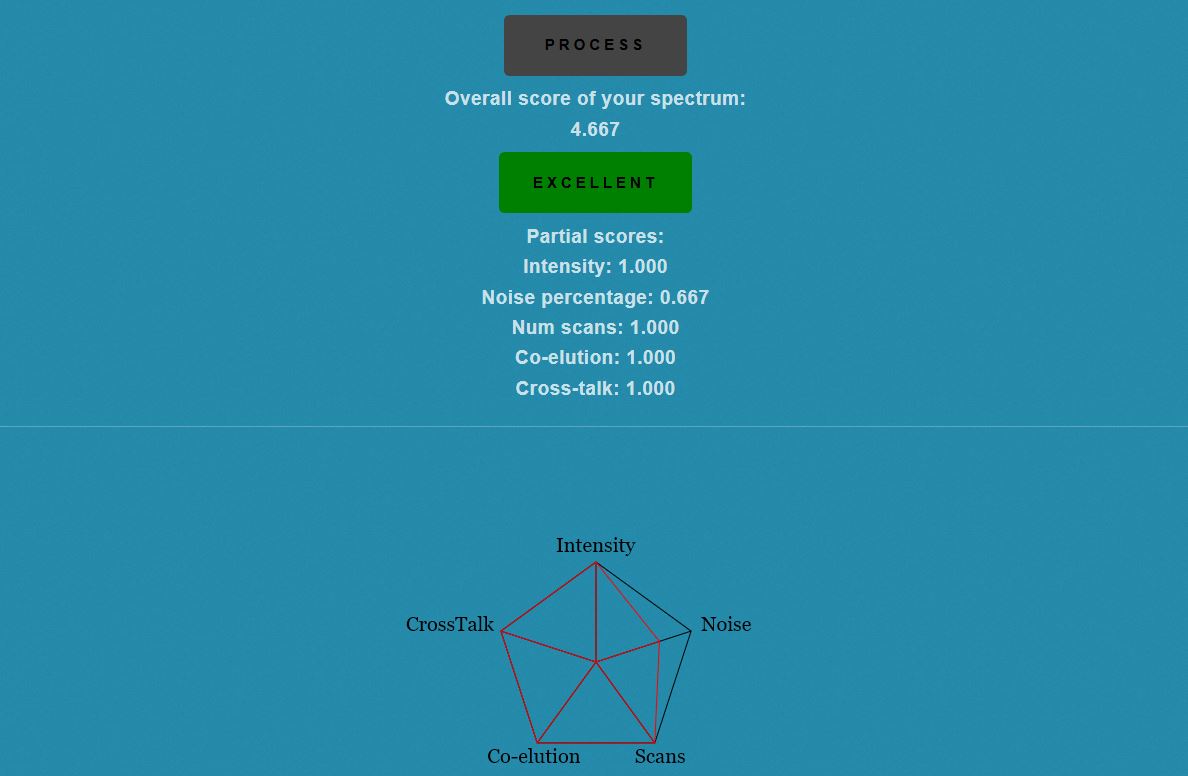 PROCESS
Overall score of your spectrum:
4.667
EXCELLENT
Partial scores:
Intensity: 1.000
Noise percentage: 0.667
Num scans: 1.000
Co-elution: 1.000
Cross-talk: 1.000
Intensity
CrossTalk
Noise
Co-elution
Scans